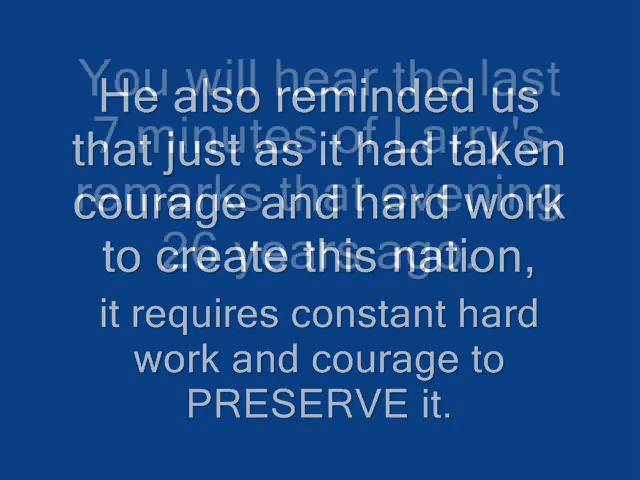 He also reminded us
that just as it had taken
courage and hard work
to create this nation,
it requires constant hard
work and courage to
PRESERVE it.
You will hear the last
7 minutes of Larry's
remarks that evening
26 years ago.